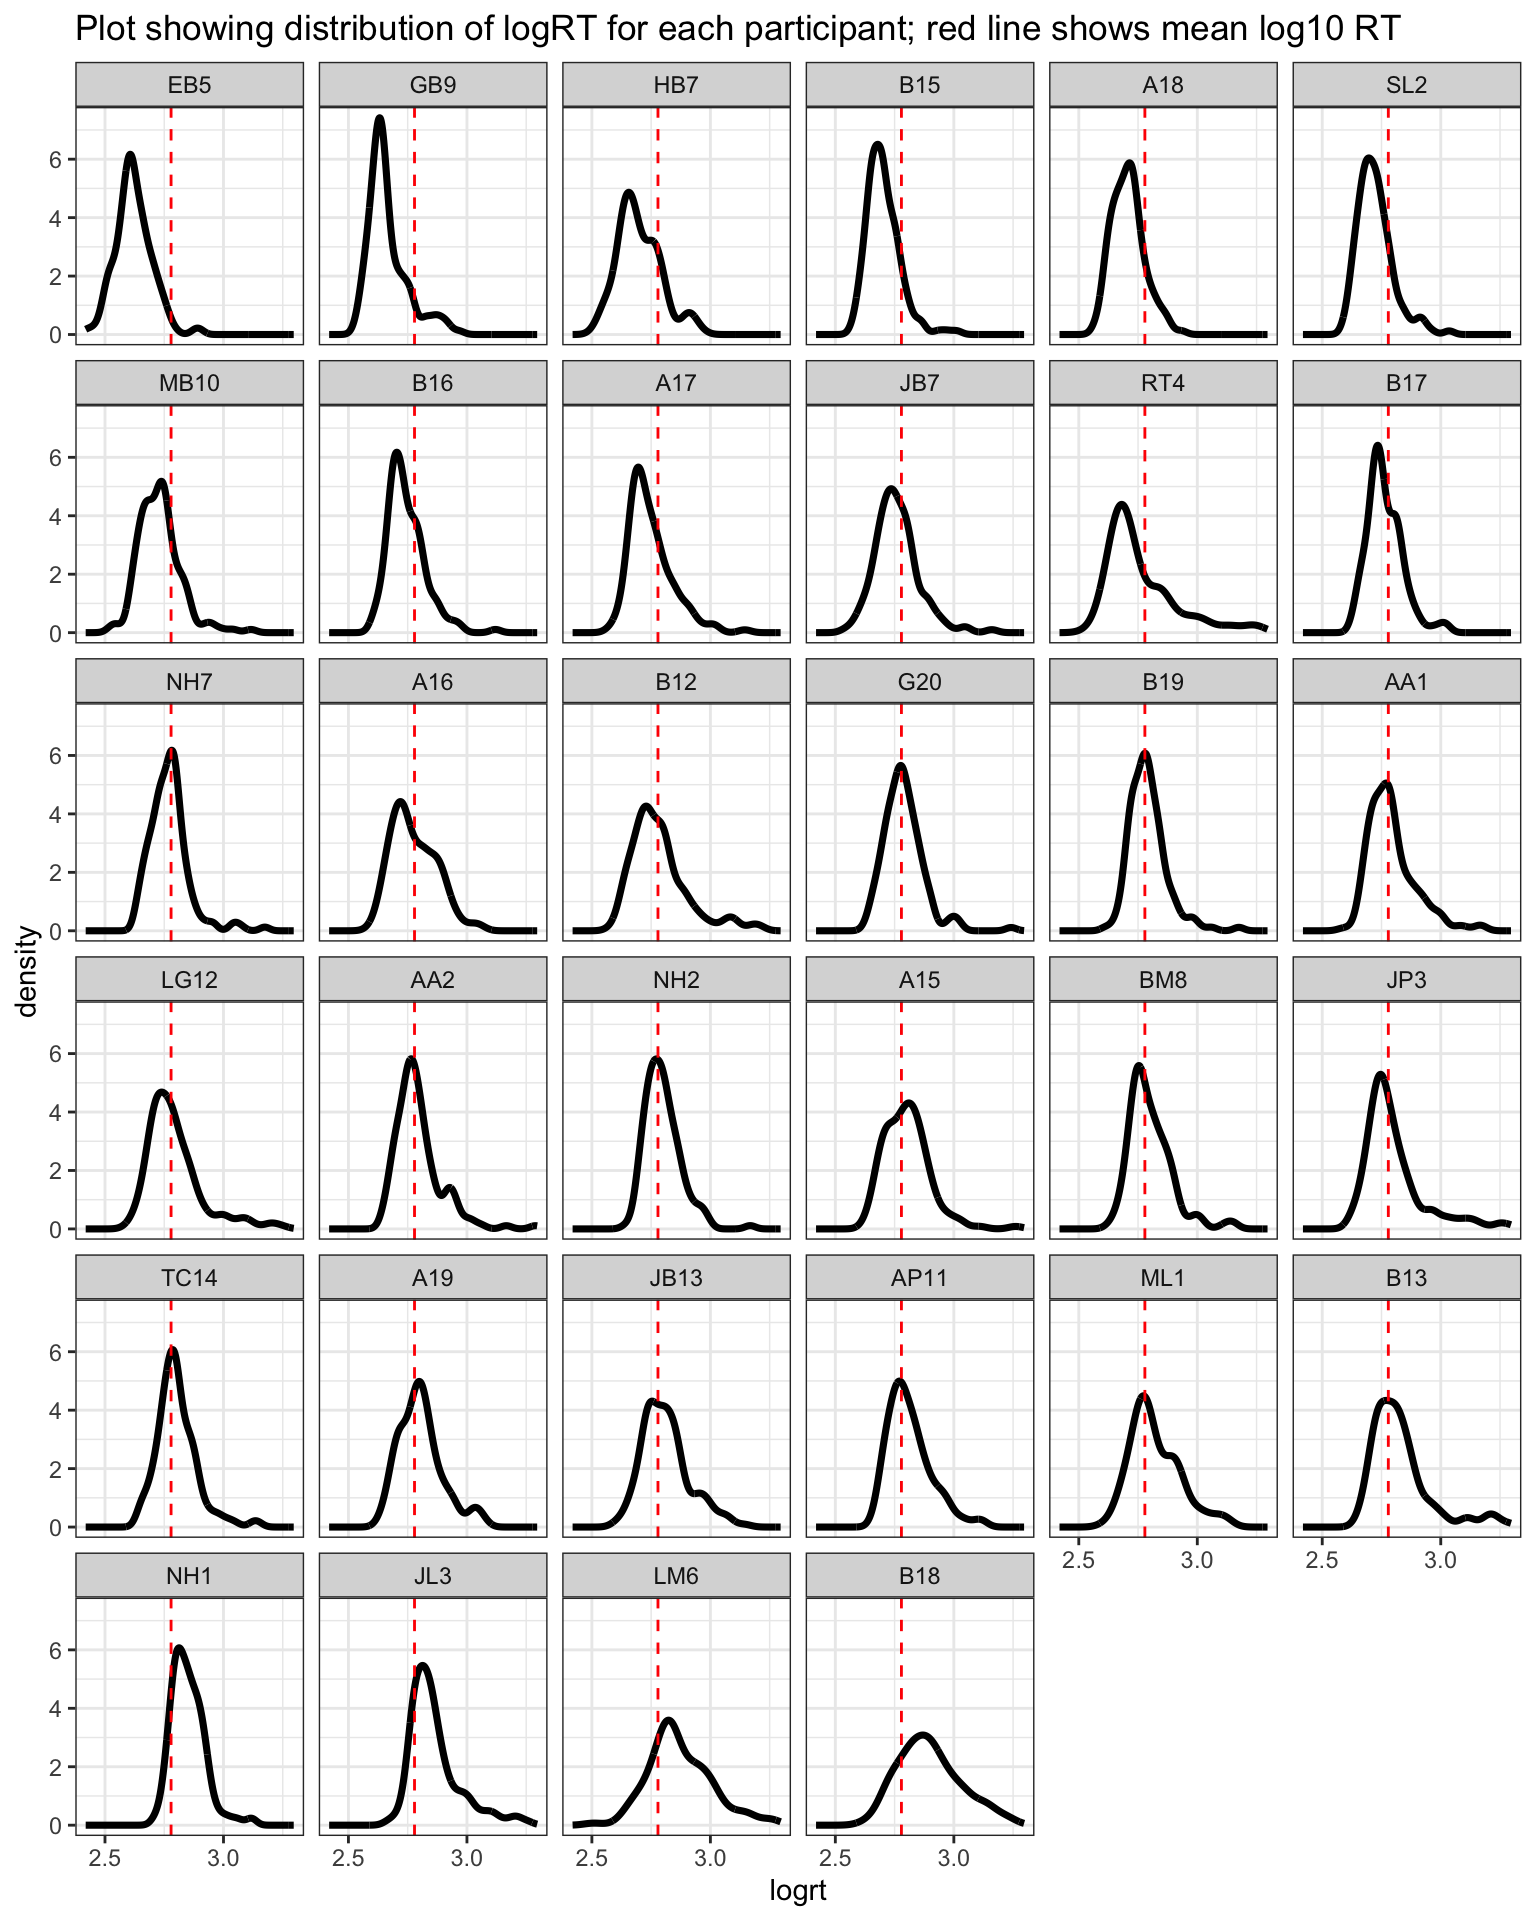 Plot showing distribution of logRT for each participant; red line shows mean log10 RT
EB5 GB9 HB7 B15 A18 SL2
6
4
2
0
MB10 B16 A17 JB7 RT4 B17
6
4
2
0
NH7 A16 B12 G20 B19 AA1
6
4
2
0
density
LG12 AA2 NH2 A15 BM8 JP3
6
4
2
0
TC14 A19 JB13 AP11 ML1 B13
6
4
2
0
2.5 3.0 2.5 3.0
NH1 JL3 LM6 B18
6
4
2
0
2.5 3.0 2.5 3.0 2.5 3.0 2.5 3.0
logrt